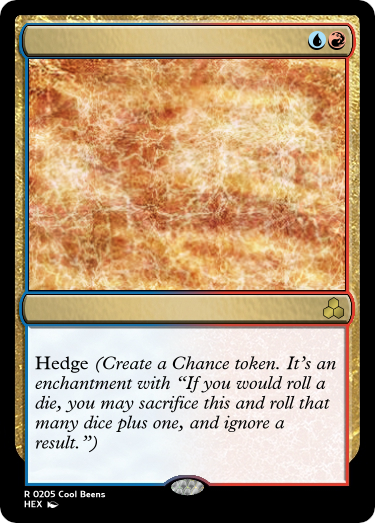 Hedge (Create a Chance token. It's an
enchantment with “If you would roll a
die, you may sacrifice this and roll that
many dice plus one, and ignore a
result.”)
R 0205 Cool Beens
HEX